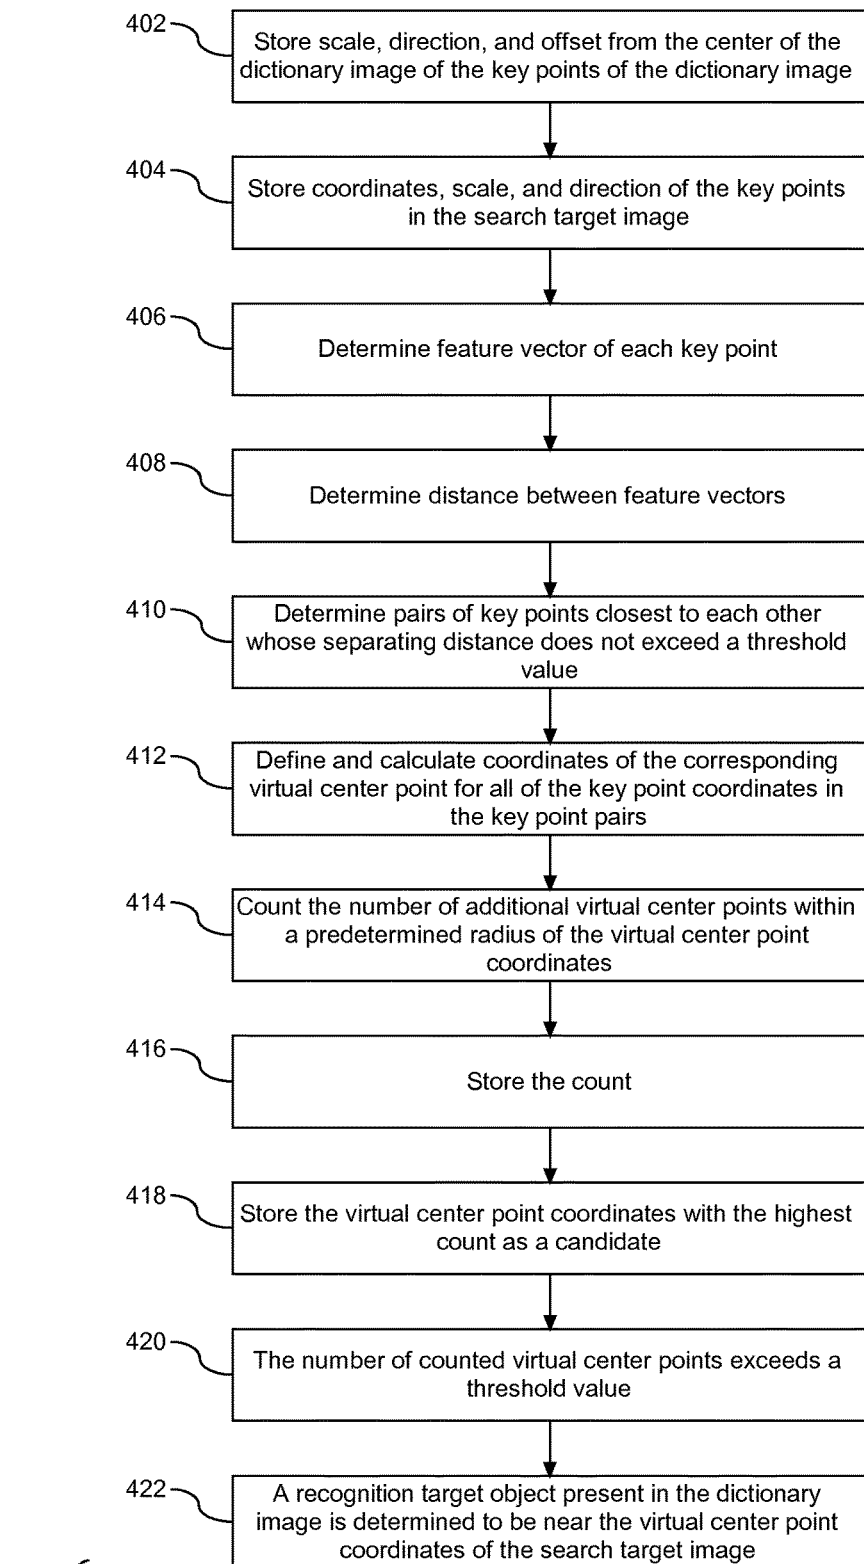 402
Store scale, direction, and offset from the center of the
dictionary image of the key points of the dictionary image
404
Store coordinates, scale, and direction of the key points
in the search target image
406
Determine feature vector of each key point
408
Determine distance between feature vectors
410
Determine pairs of key points closest to each other
whose separating distance does not exceed a threshold
value
412
Define and calculate coordinates of the corresponding
virtual center point for all of the key point coordinates in
the key point pairs
414
Count the number of additional virtual center points within
a predetermined radius of the virtual center point
coordinates
416
Store the count
418
Store the virtual center point coordinates with the highest
count as a candidate
420
The number of counted virtual center points exceeds a
threshold value
422
A recognition target object present in the dictionary
image is determined to be near the virtual center point
coordinates of the search target image